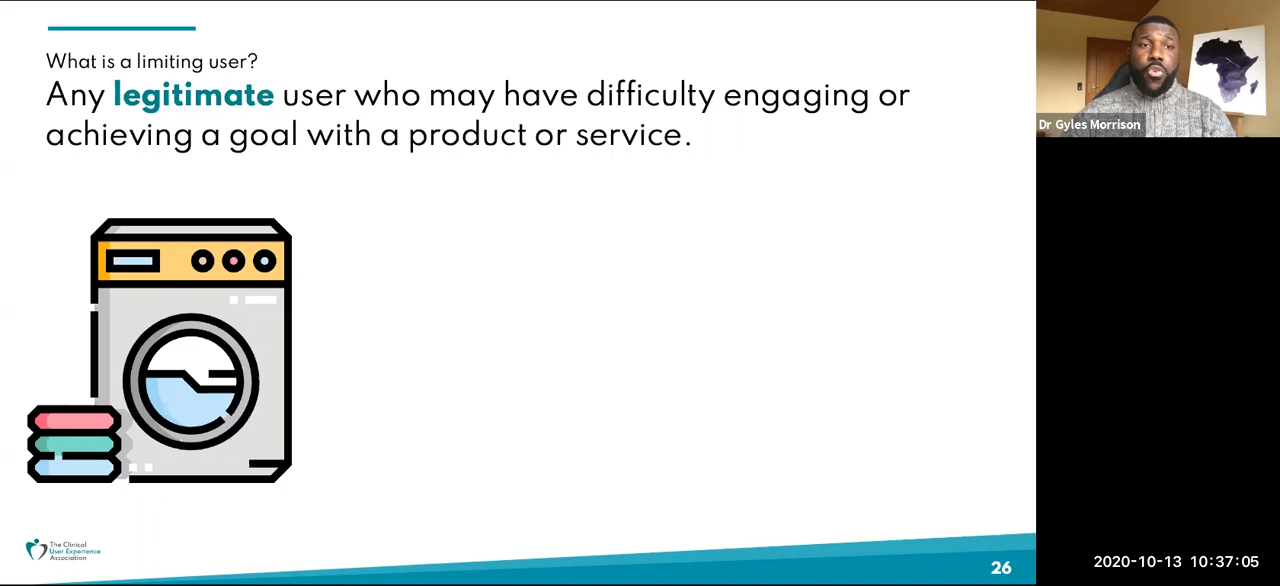 What is a limiting user?
Any legitimate user who may have difficulty engaging or
achieving a goal with a product or service.
Dr Gyles Morrison
The Clinical
User Experience
Association
26
2020-10-13 10:37:05